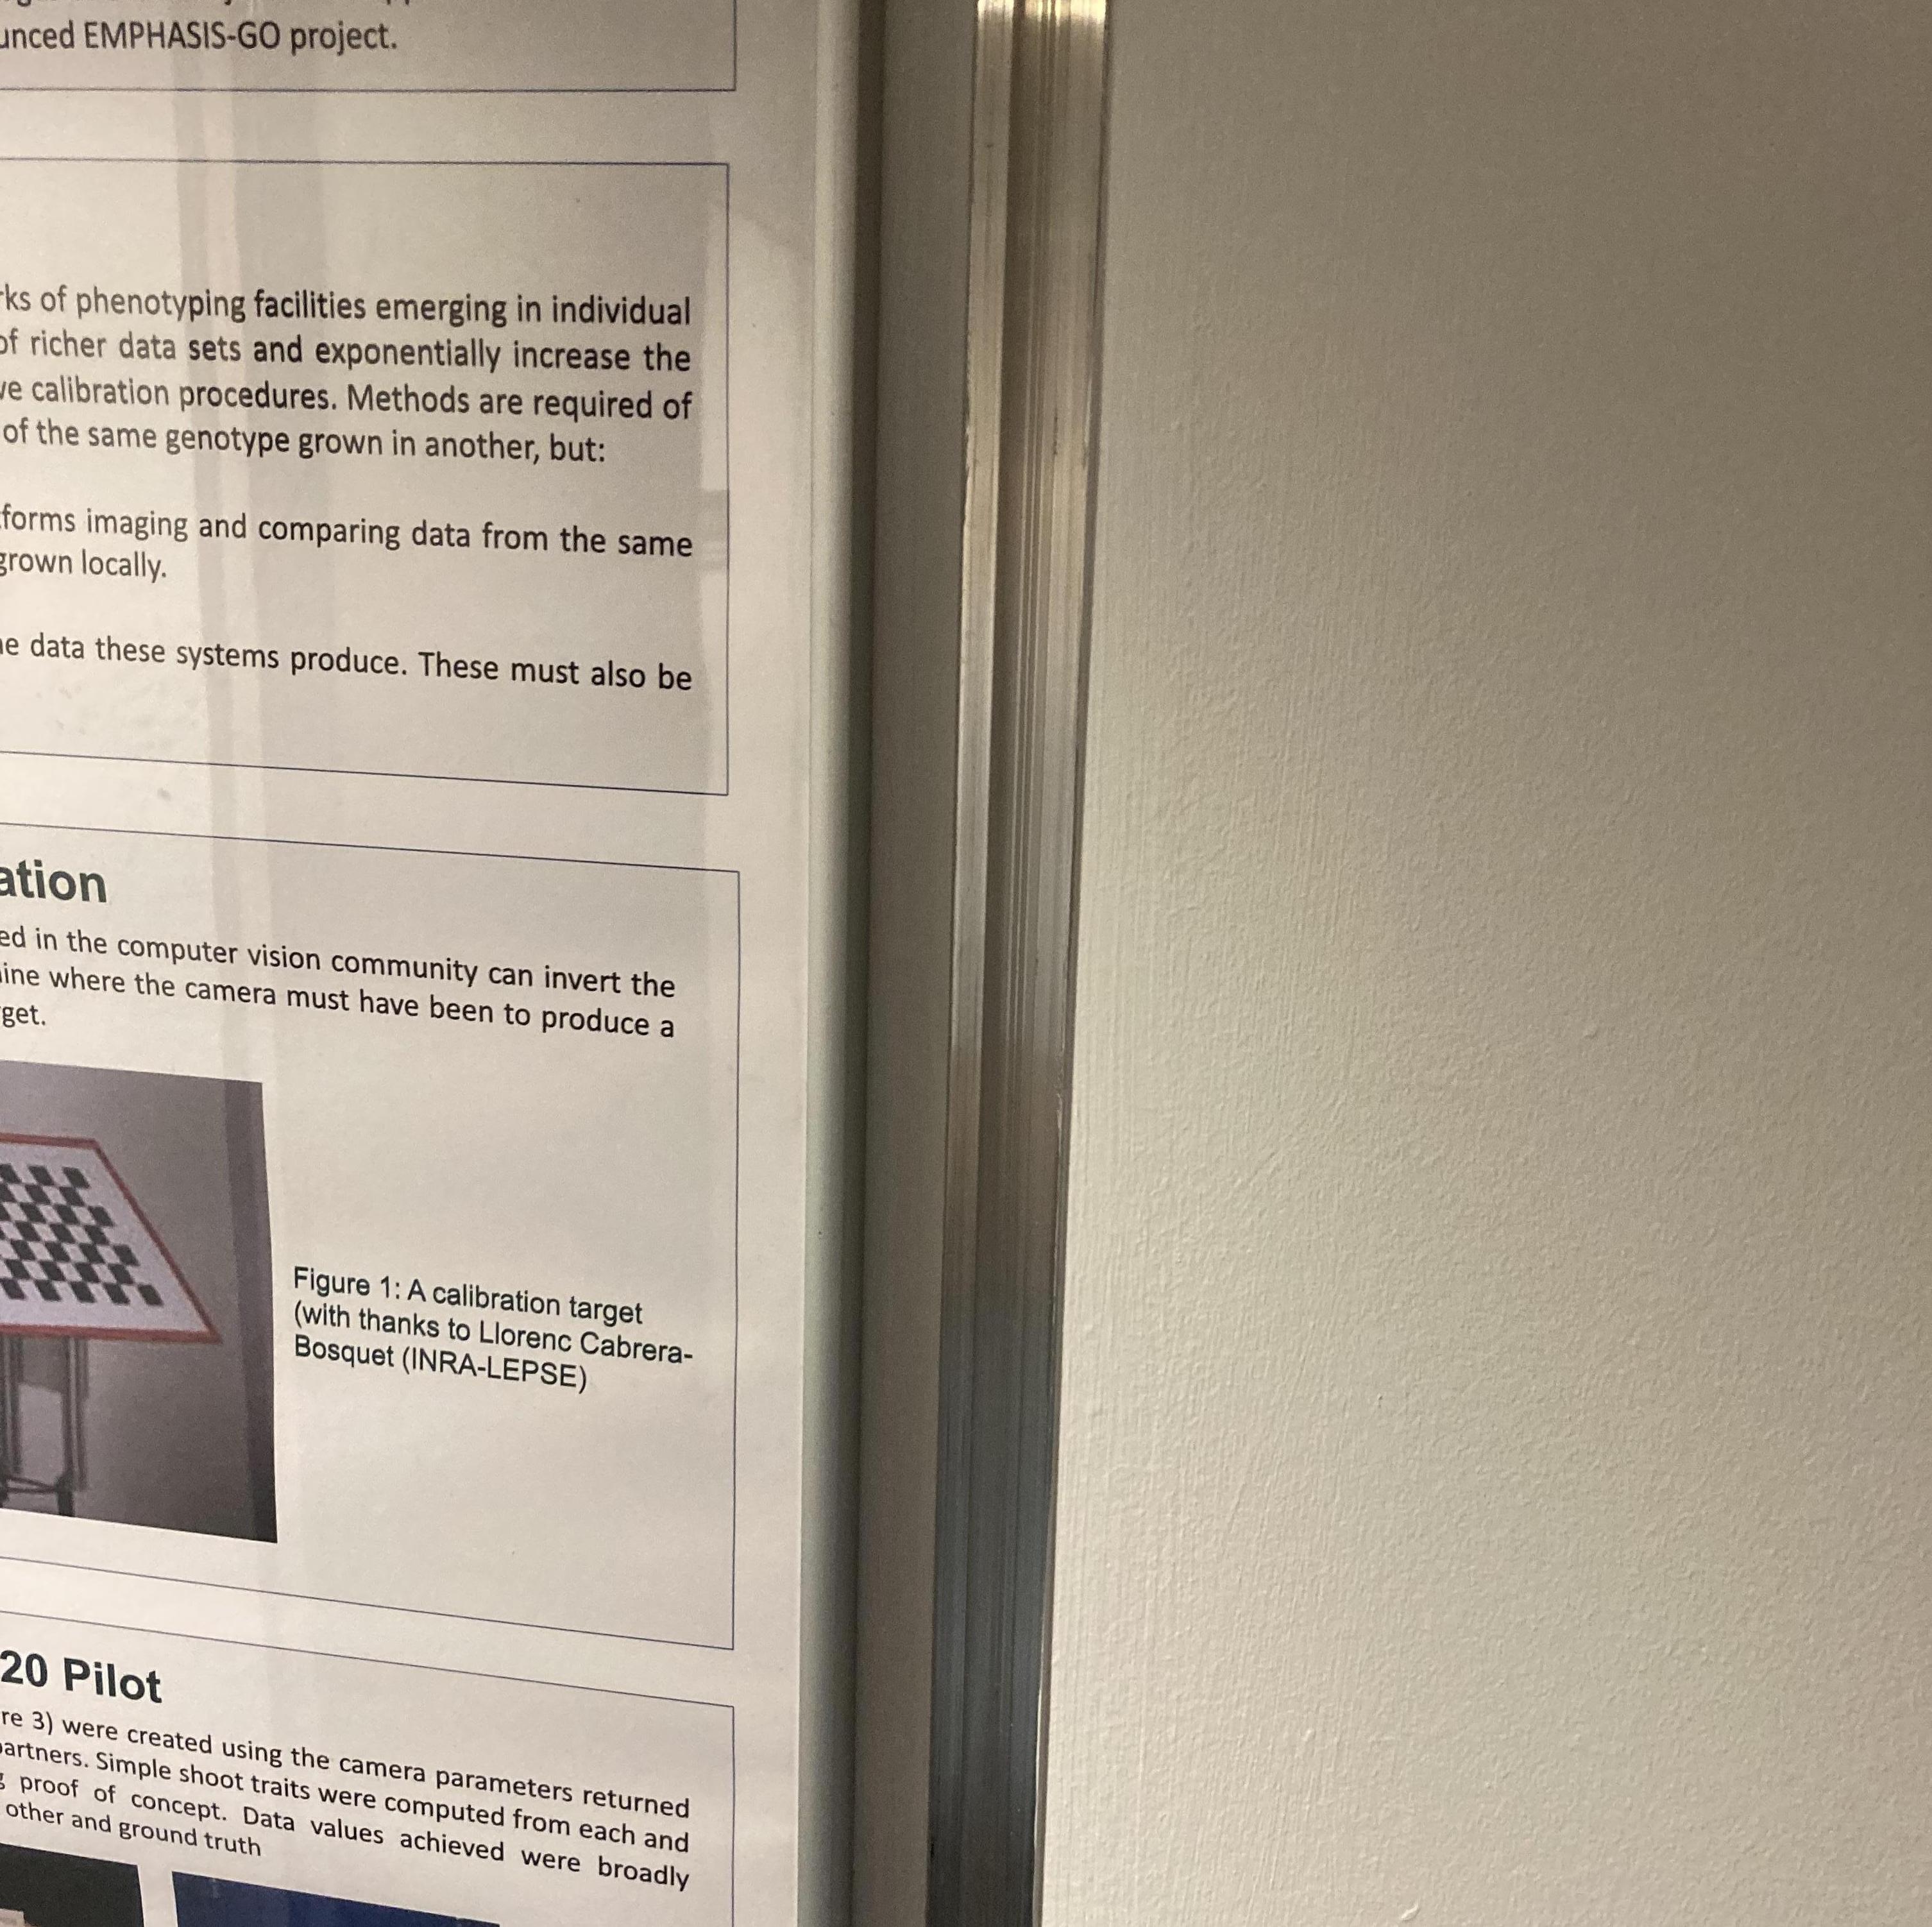 EMPHASIS-GO project.
of phenotyping facilities emerging in individual
of richer data sets and exponentially increase the
calibration procedures. Methods are required of
of the same genotype grown in another, but:
forms imaging and comparing data from the same
grown locally.
data these systems produce. These must also be
ation
ed in the computer vision community can invert the
ine where the camera must have been to produce a
get.
Figure 1: A calibration target
(with thanks to Llorenc Cabrera-
Bosquet (INRA-LEPSE)
20 Pilot
re 3) were created using the camera parameters returned
partners. Simple shoot traits were computed from each and
proof of concept. Data values achieved were broadly
other and ground truth